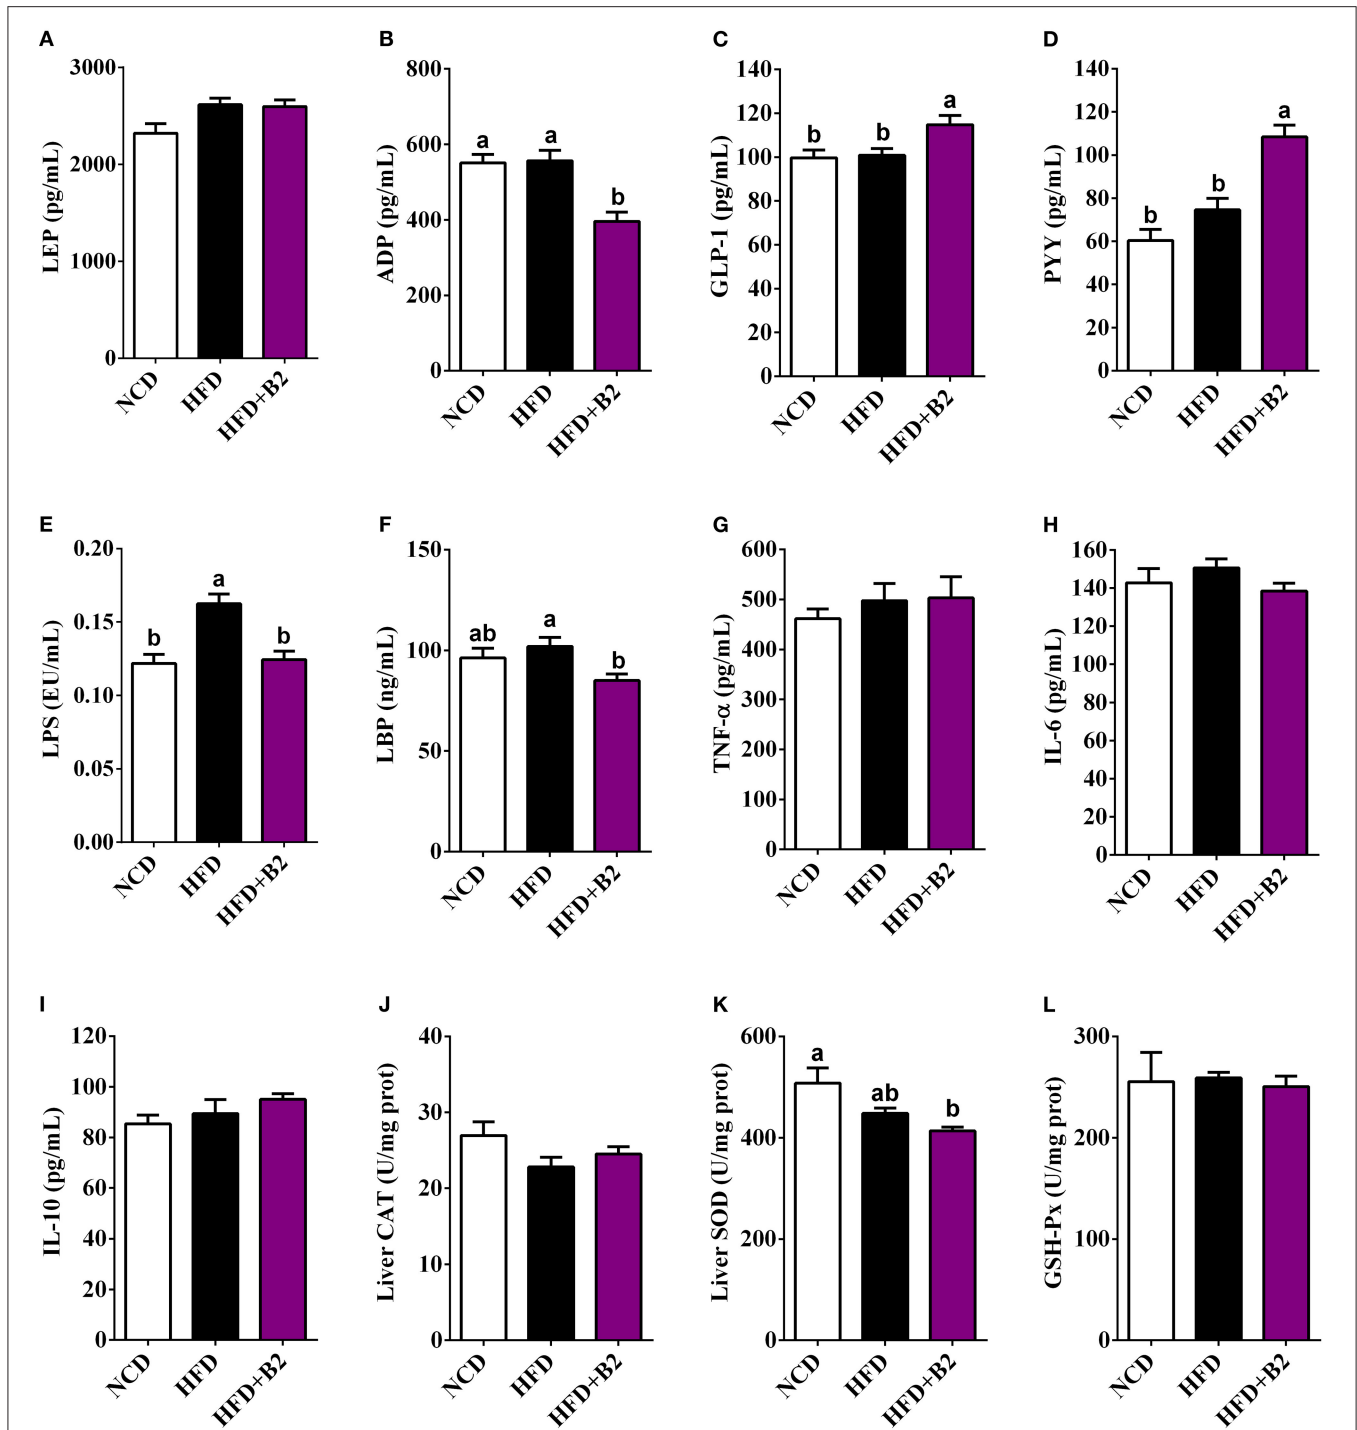 A
LEP (pg/mL)
3000
2000
1000
0
NCD
HFD
HFD+B2
B
ADP (pg/mL)
800
600
400
200
0
a
a
b
NCD
HFD
HFD+B2
C
GLP-1 (pg/mL)
140
120
100
80
60
40
20
0
b
b
a
NCD
HFD
HFD+B2
D
PYY (pg/mL)
140
120
100
80
60
40
20
0
b
b
a
NCD
HFD
HFD+B2
E
LPS (EU/mL)
0.20
0.15
0.10
0.05
0.00
b
a
b
NCD
HFD
HFD+B2
F
LBP (ng/mL)
150
100
50
0
ab
a
b
NCD
HFD
HFD+B2
G
TNF-α (pg/mL)
600
500
400
300
200
100
0
NCD
HFD
HFD+B2
H
IL-6 (pg/mL)
160
140
120
100
80
60
40
20
0
NCD
HFD
HFD+B2
I
IL-10 (pg/mL)
120
100
80
60
40
20
0
NCD
HFD
HFD+B2
J
Liver CAT (U/mg prot)
40
30
20
10
0
NCD
HFD
HFD+B2
K
Liver SOD (U/mg prot)
600
400
200
0
a
ab
b
NCD
HFD
HFD+B2
L
GSH-Px (U/mg prot)
300
200
100
0
NCD
HFD
HFD+B2